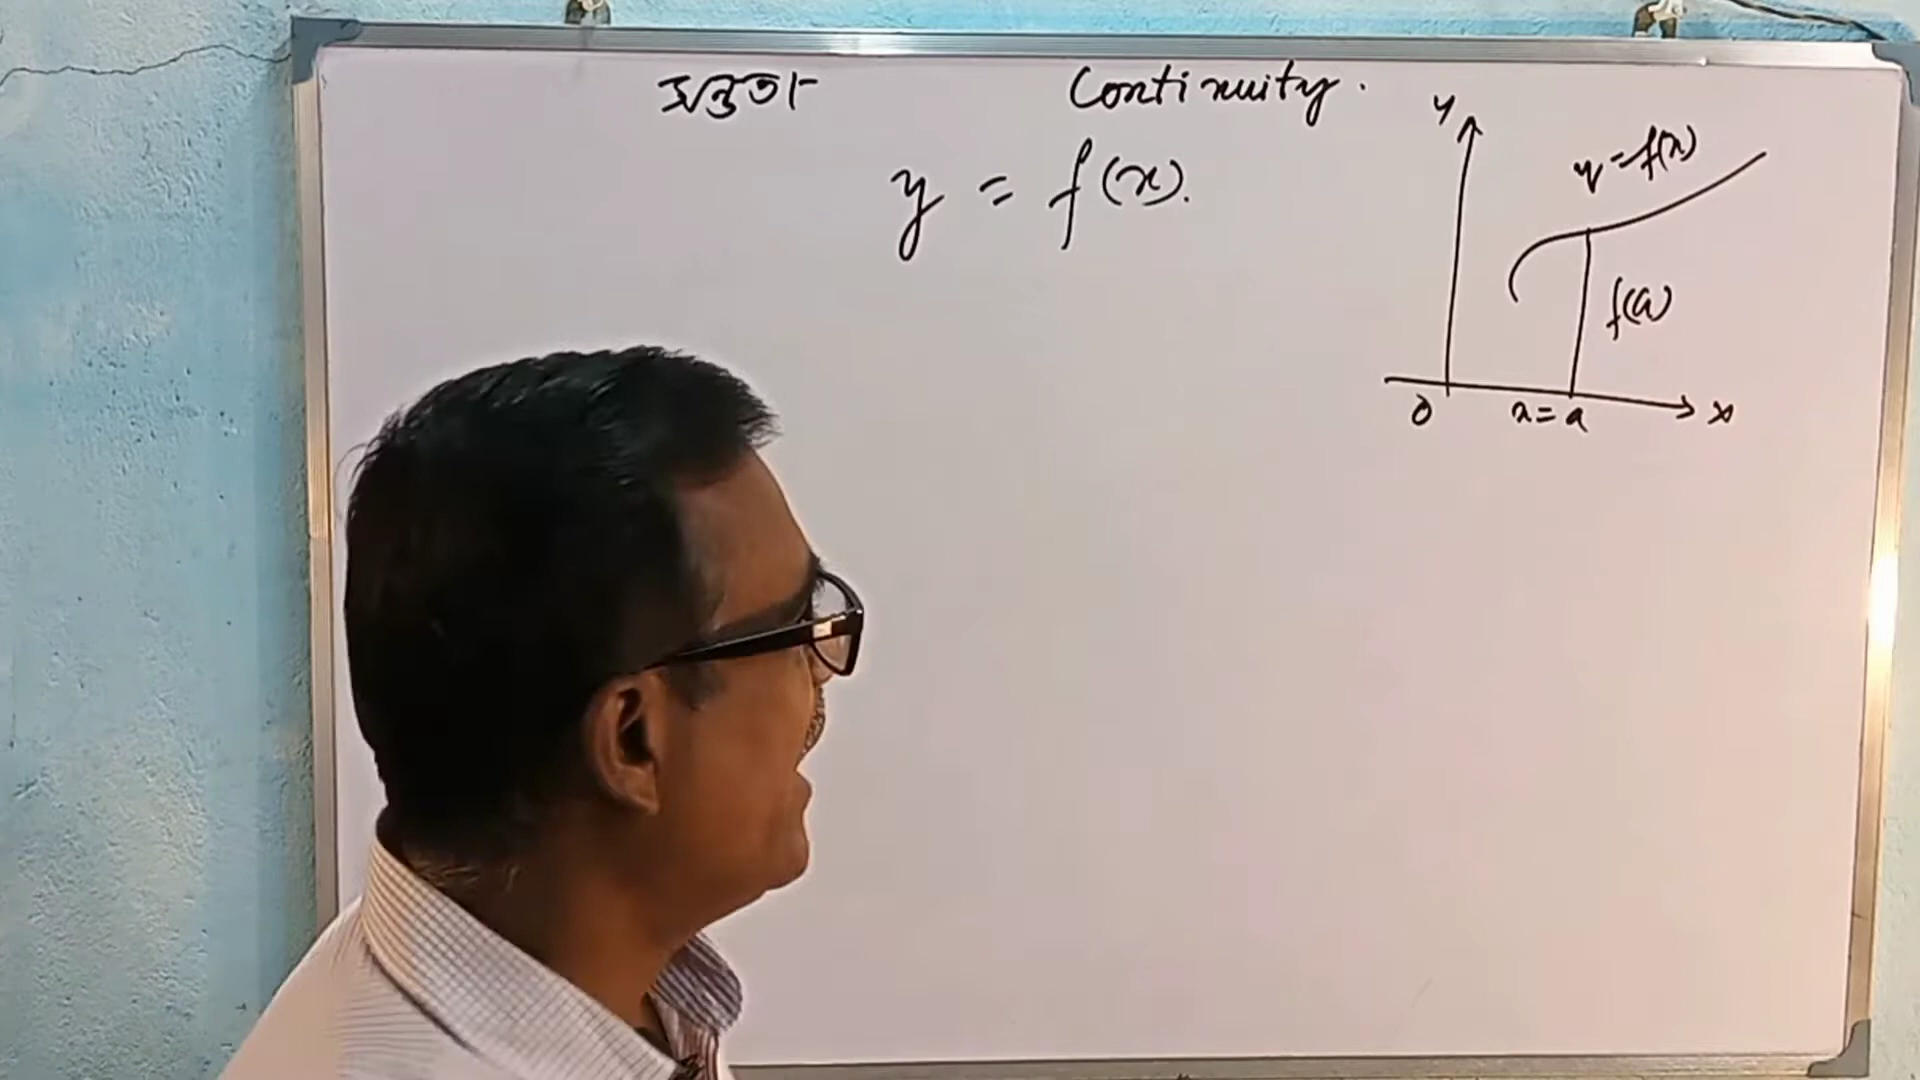 সন্ততা Continuity.
y = f(x).
y
y = f(x)
f(a)
0 x = a x